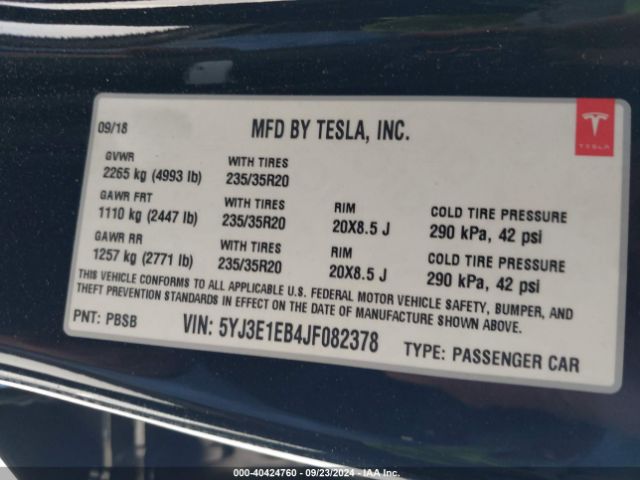 09/18
MFD BY TESLA, INC.
TESLA
GVWR
2265 kg (4993 lb)
WITH TIRES
235/35R20
GAWR FRT
1110 kg (2447 lb)
WITH TIRES
235/35R20
RIM
20X8.5 J
COLD TIRE PRESSURE
290 kPa, 42 psi
GAWR RR
1257 kg (2771 lb)
WITH TIRES
235/35R20
RIM
20X8.5 J
COLD TIRE PRESSURE
290 kPa, 42 psi
THIS VEHICLE CONFORMS TO ALL APPLICABLE U.S. FEDERAL MOTOR VEHICLE SAFETY, BUMPER, AND
THEFT PREVENTION STANDARDS IN EFFECT ON THE DATE OF MANUFACTURE SHOWN ABOVE.
PNT: PBSB
VIN: 5YJ3E1EB4JF082378
TYPE: PASSENGER CAR
00-40424760 - 09/23/2024 - IAA Inc.